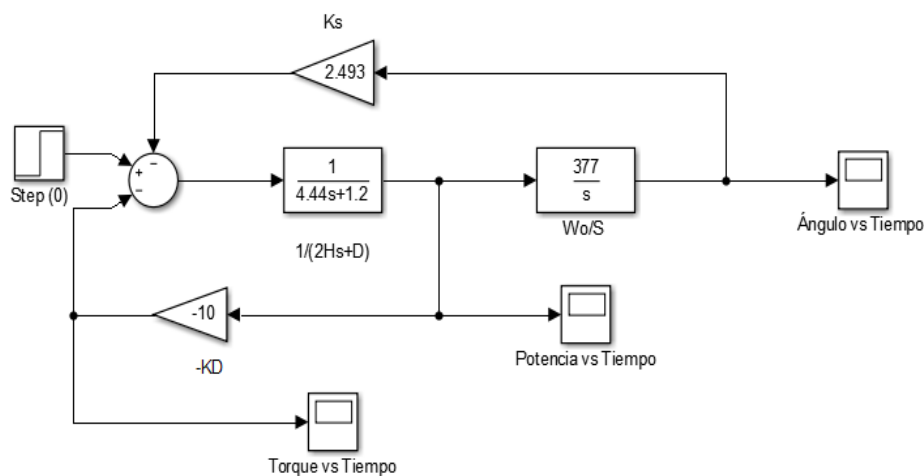 Ks
2.493
Step (0)
+
−
−
1
4.44s+1.2
1/(2Hs+D)
377
s
Wo/S
Ángulo vs Tiempo
-10
-KD
Potencia vs Tiempo
Torque vs Tiempo